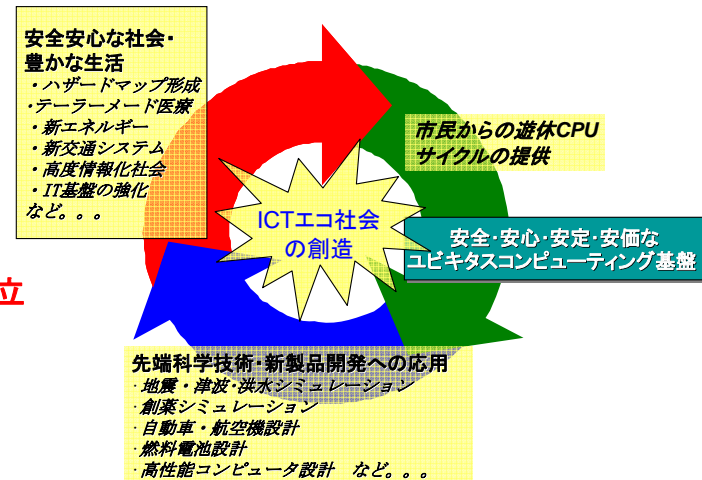 安全安心な社会・
豊かな生活
・ハザードマップ形成
・テーラーメード医療
・新エネルギー
・新交通システム
・高度情報化社会
・IT基盤の強化
など。。。
市民からの遊休CPU
サイクルの提供
ICTエコ社会
の創造
安全・安心・安定・安価な
ユビキタスコンピューティング基盤
立
先端科学技術・新製品開発への応用
・地震・津波・洪水シミュレーション
・創薬シミュレーション
・自動車・航空機設計
・燃料電池設計
・高性能コンピュータ設計 など。。。